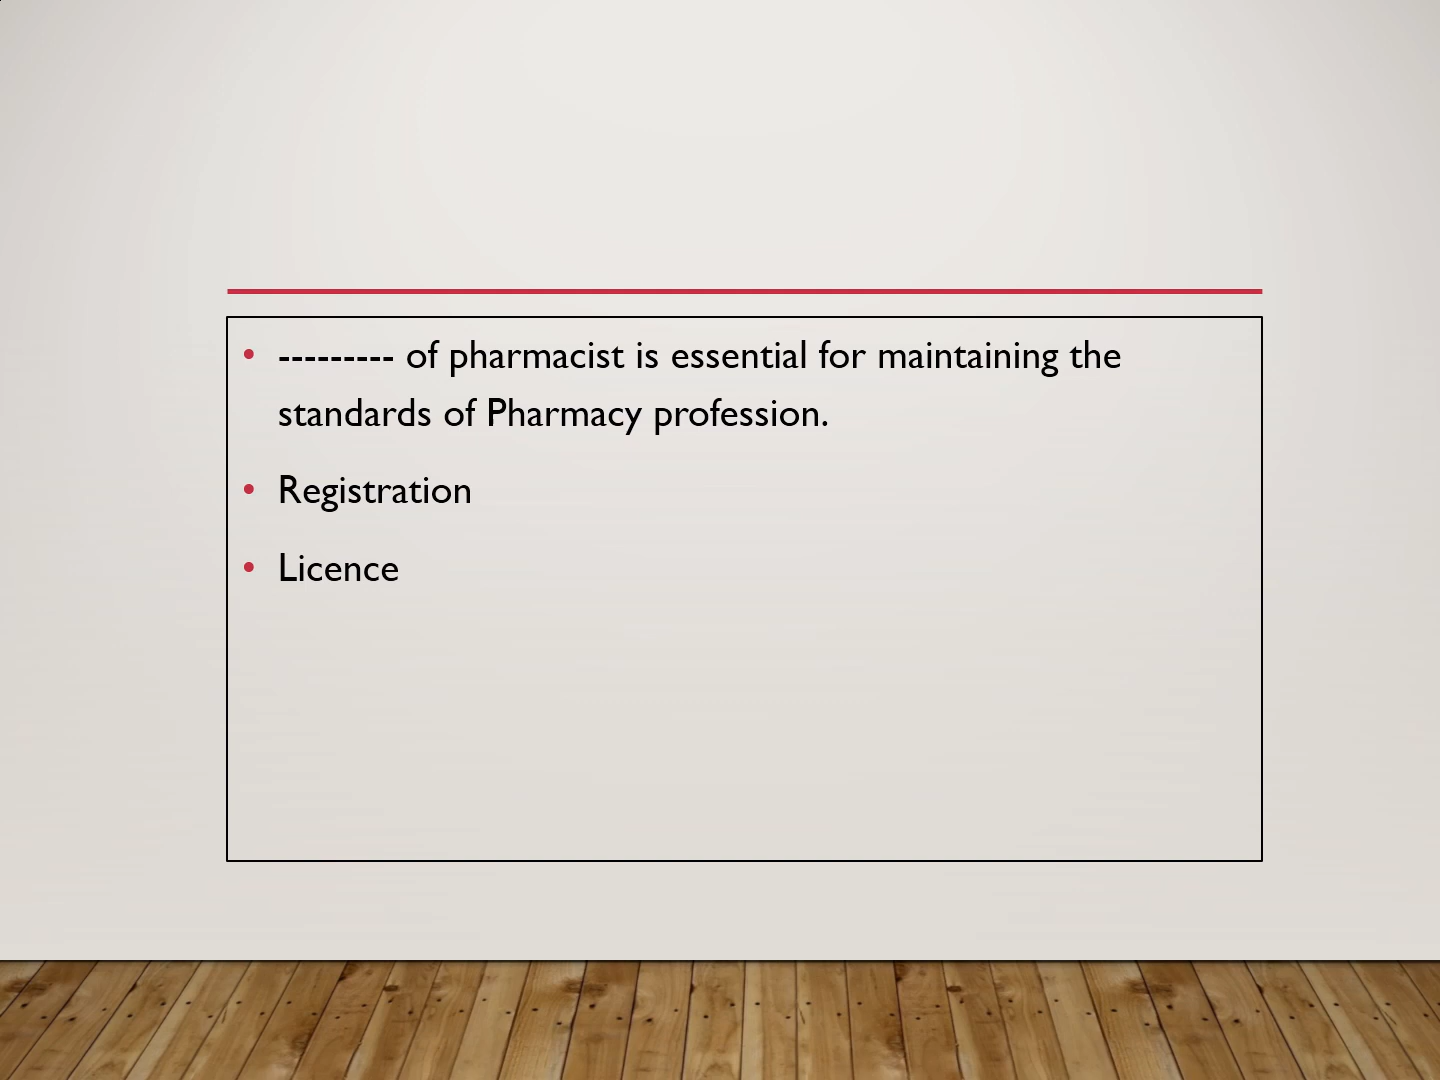 • --------- of pharmacist is essential for maintaining the
standards of Pharmacy profession.
• Registration
• Licence